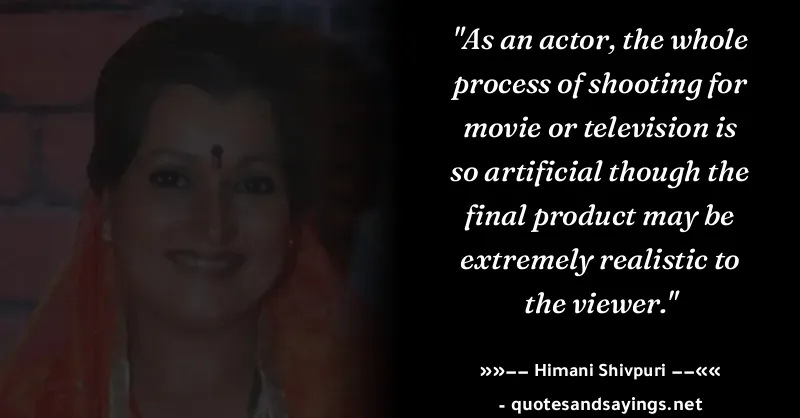 "As an actor, the whole
process of shooting for
movie or television is
so artificial though the
final product may be
extremely realistic to
the viewer."
»»−− Himani Shivpuri −−««
- quotesandsayings.net